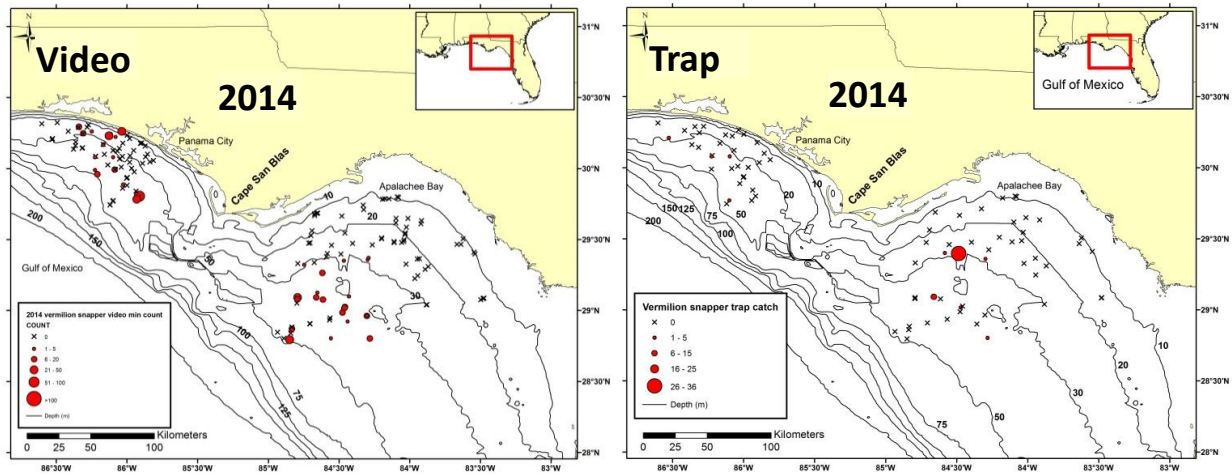 N
Video
2014
Panama City
Cape San Blas
Apalachee Bay
Gulf of Mexico
10
20
30
50
200
150
100
75
125
10
2014 vermilion snapper video min count
COUNT
0
1 - 5
6 - 20
21 - 50
51 - 100
>100
Depth (m)
Kilometers
0 25 50 100
86°30'W 86°W 85°30'W 85°W 84°30'W 84°W 83°30'W 83°W
30°30'N
30°N
29°30'N
29°N
28°30'N
28°N
N
Trap
2014
Gulf of Mexico
Panama City
Cape San Blas
Apalachee Bay
10
20
20
150
125
200
75
50
100
30
10
20
30
50
75
Vermilion snapper trap catch
0
1 - 5
6 - 15
16 - 25
26 - 36
Depth (m)
Kilometers
0 25 50 100
86°30'W 86°W 85°30'W 85°W 84°30'W 84°W 83°30'W 83°W
30°30'N
30°N
29°30'N
29°N
28°30'N
28°N